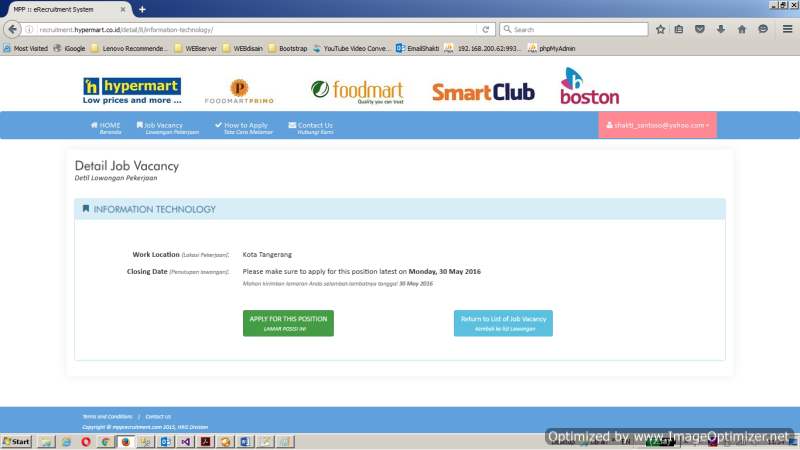 MPP :: eRecruitment System
recruitment.hypermart.co.id/detail/8/information-technology/
Search
Most Visited
iGoogle
Lenovo Recommende...
WEBserver
WEBdisain
Bootstrap
YouTube Video Conve...
EmailShakti
192.168.200.62:993...
phpMyAdmin
hypermart
Low prices and more ...
FOODMARTPRIMO
foodmart
Quality you can trust
SmartClub
boston
HOME
Beranda
Job Vacancy
Lowongan Pekerjaan
How to Apply
Tata Cara Melamar
Contact Us
Hubungi Kami
shakti_santoso@yahoo.com
Detail Job Vacancy
Detil Lowongan Pekerjaan
INFORMATION TECHNOLOGY
Work Location (Lokasi Pekerjaan): Kota Tangerang
Closing Date (Penutupan lowongan): Please make sure to apply for this position latest on Monday, 30 May 2016
Mohon kirimkan lamaran Anda selambat-lambatnya tanggal 30 May 2016
APPLY FOR THIS POSITION
LAMAR POSISI INI
Return to List of Job Vacancy
Kembali ke list Lowongan
Terms and Conditions | Contact us
Copyright © mpprecruitment.com 2015, HRIS Division
Start
Optimized by www.ImageOptimizer.net